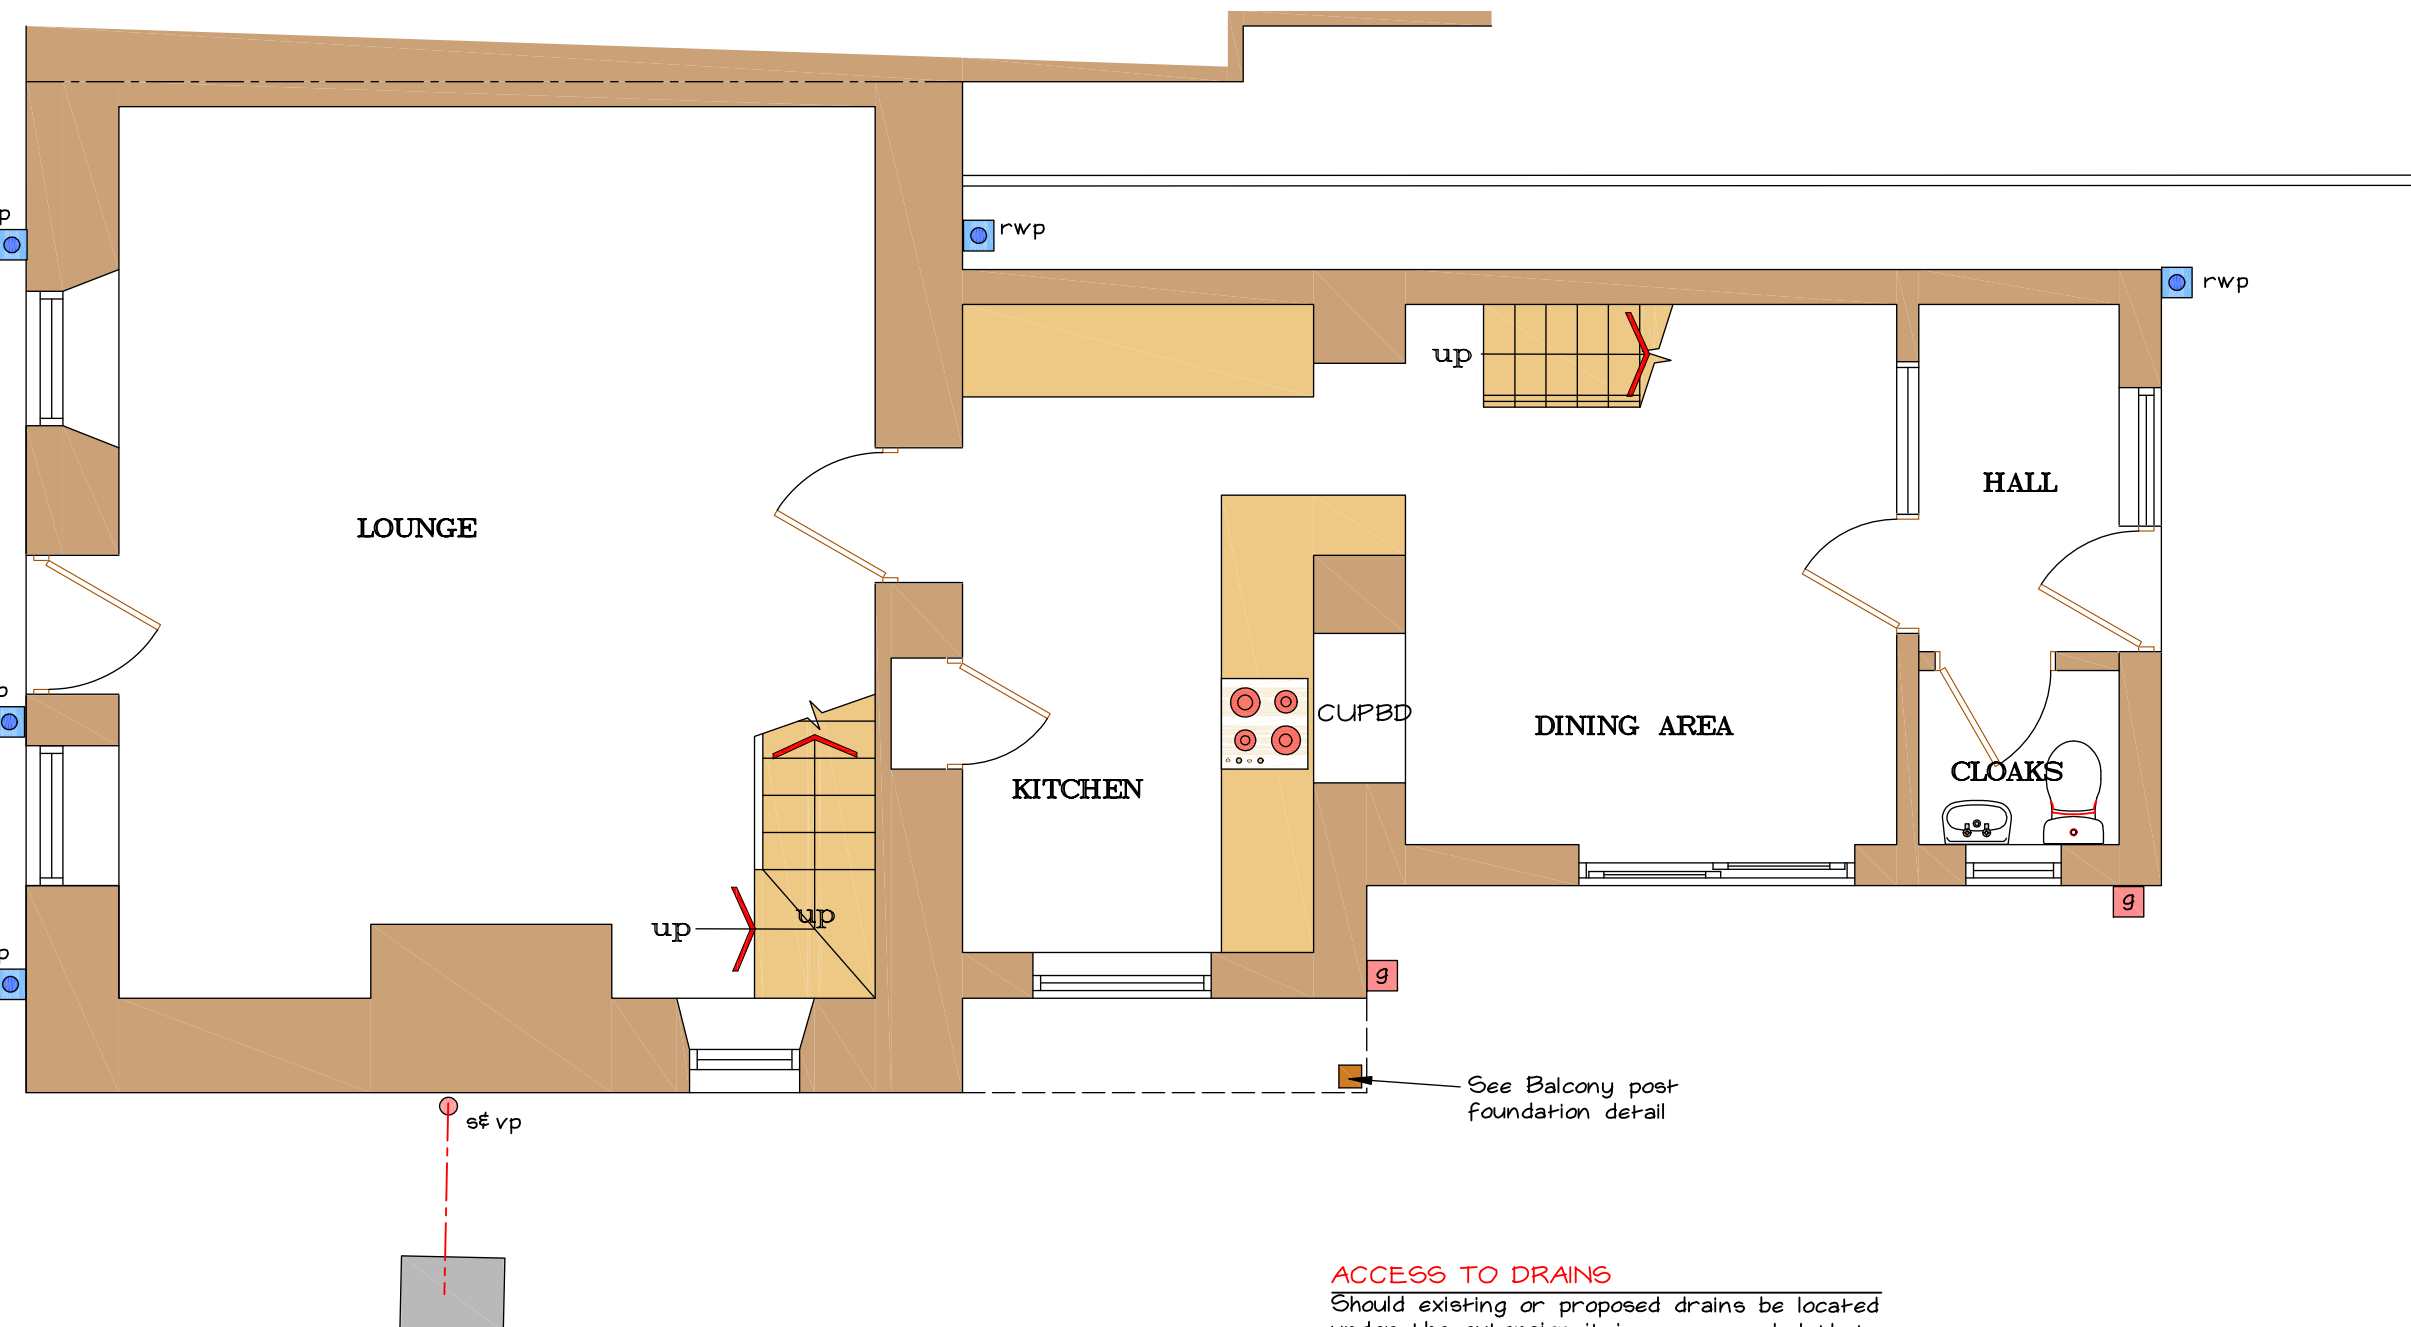 p
rwp
rwp
up
HALL
LOUNGE
p
CUPBD
DINING AREA
CLOAKS
KITCHEN
up
up
g
p
g
See Balcony post
foundation detail
s& vp
ACCESS TO DRAINS
Should existing or proposed drains be located